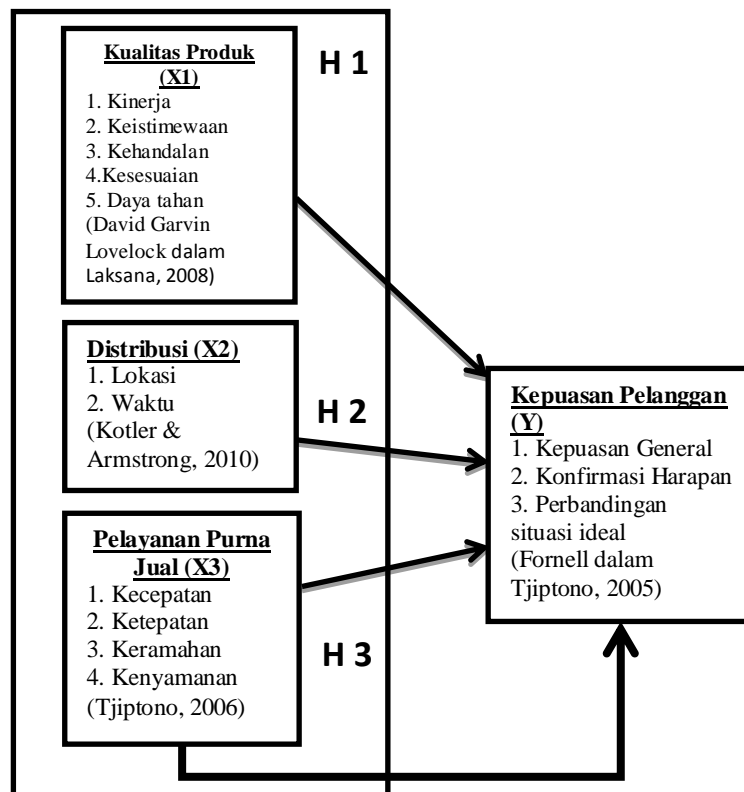 Kualitas Produk
(X1)
1. Kinerja
2. Keistimewaan
3. Kehandalan
4.Kesesuaian
5. Daya tahan
(David Garvin
Lovelock dalam
Laksana, 2008)
H 1
Distribusi (X2)
1. Lokasi
2. Waktu
(Kotler &
Armstrong, 2010)
H 2
Pelayanan Purna
Jual (X3)
1. Kecepatan
2. Ketepatan
3. Keramahan
4. Kenyamanan
(Tjiptono, 2006)
H 3
Kepuasan Pelanggan
(Y)
1. Kepuasan General
2. Konfirmasi Harapan
3. Perbandingan
situasi ideal
(Fornell dalam
Tjiptono, 2005)